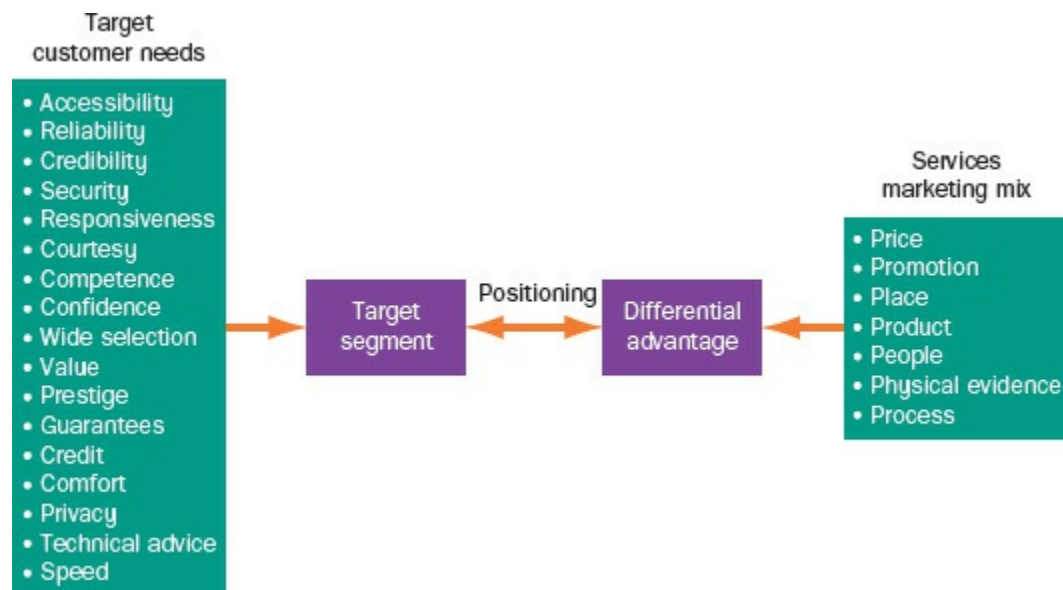 Target
customer needs
• Accessibility
• Reliability
• Credibility
• Security
• Responsiveness
• Courtesy
• Competence
• Confidence
• Wide selection
• Value
• Prestige
• Guarantees
• Credit
• Comfort
• Privacy
• Technical advice
• Speed
Target
segment
Positioning
Differential
advantage
Services
marketing mix
• Price
• Promotion
• Place
• Product
• People
• Physical evidence
• Process